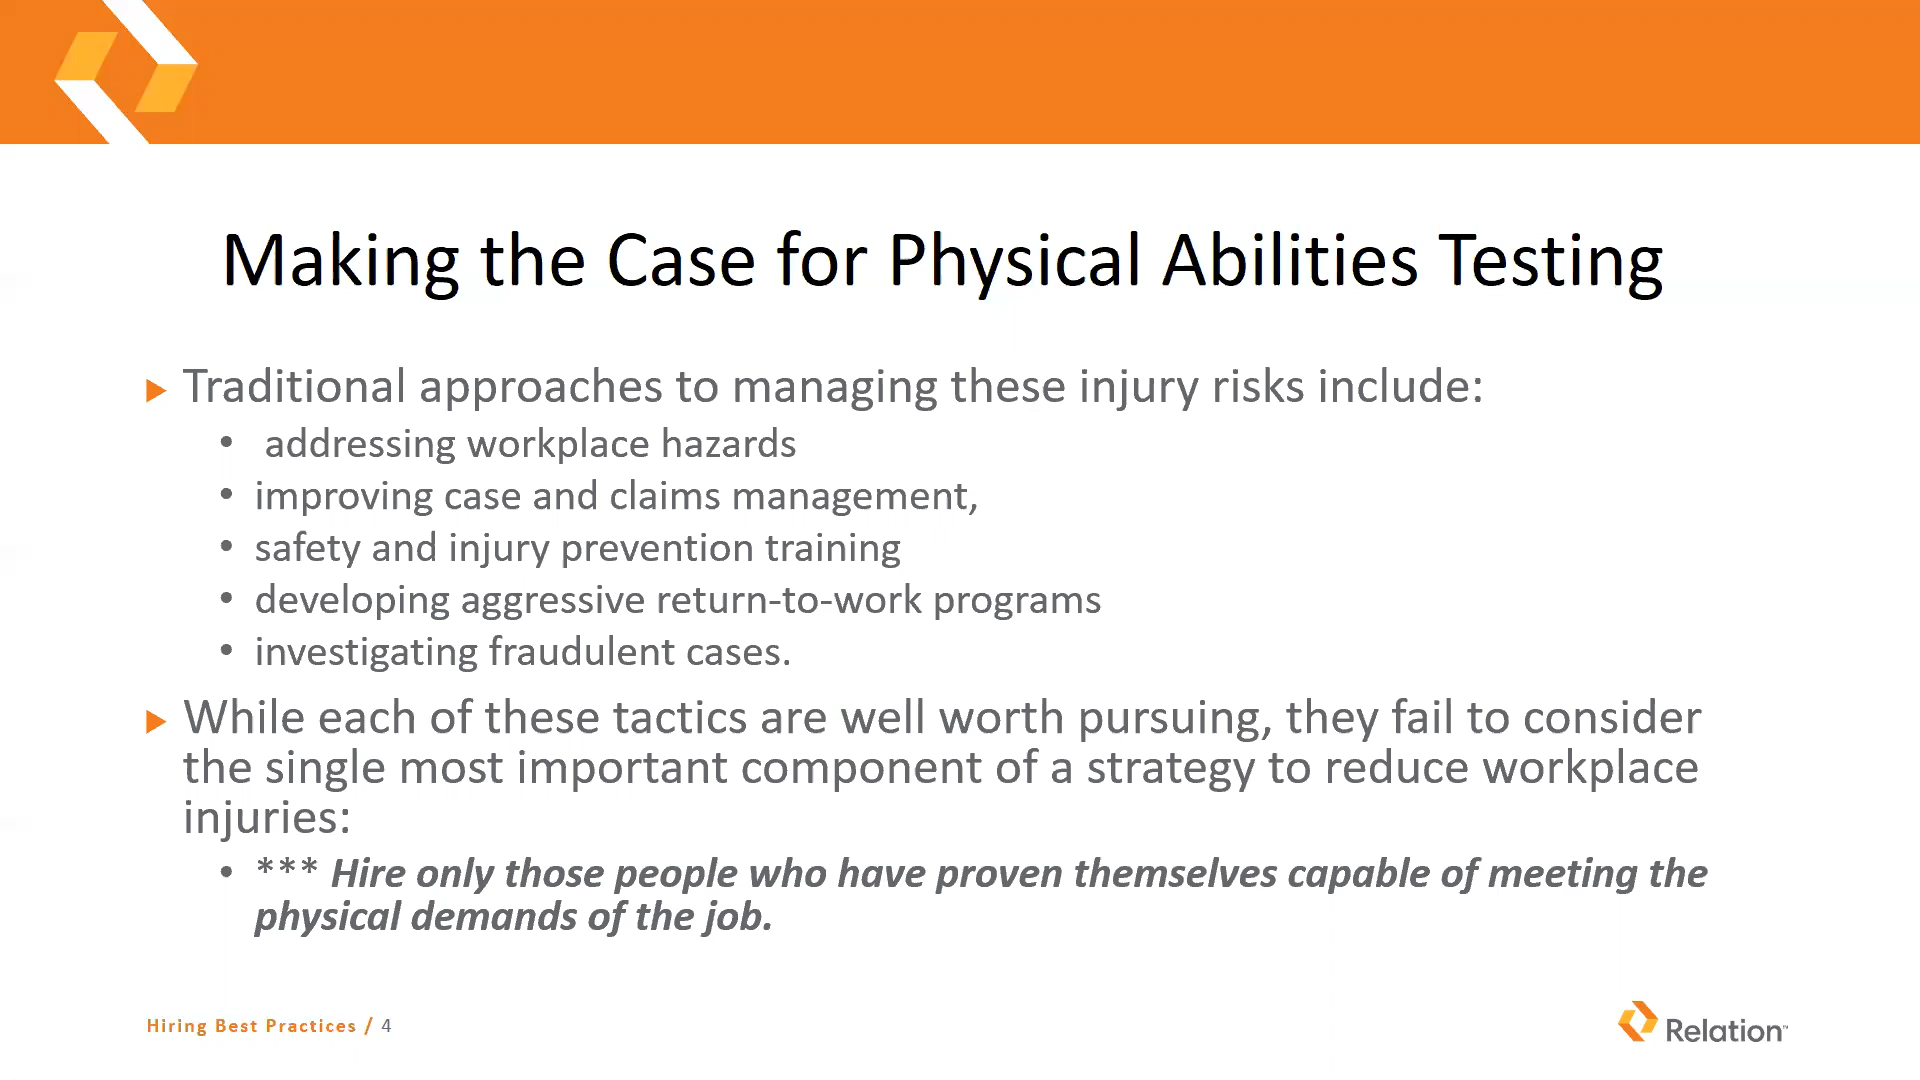 Making the Case for Physical Abilities Testing
Traditional approaches to managing these injury risks include:
• addressing workplace hazards
• improving case and claims management,
• safety and injury prevention training
• developing aggressive return-to-work programs
• investigating fraudulent cases.
While each of these tactics are well worth pursuing, they fail to consider
the single most important component of a strategy to reduce workplace
injuries:
• *** Hire only those people who have proven themselves capable of meeting the
physical demands of the job.
Hiring Best Practices / 4
Relation™